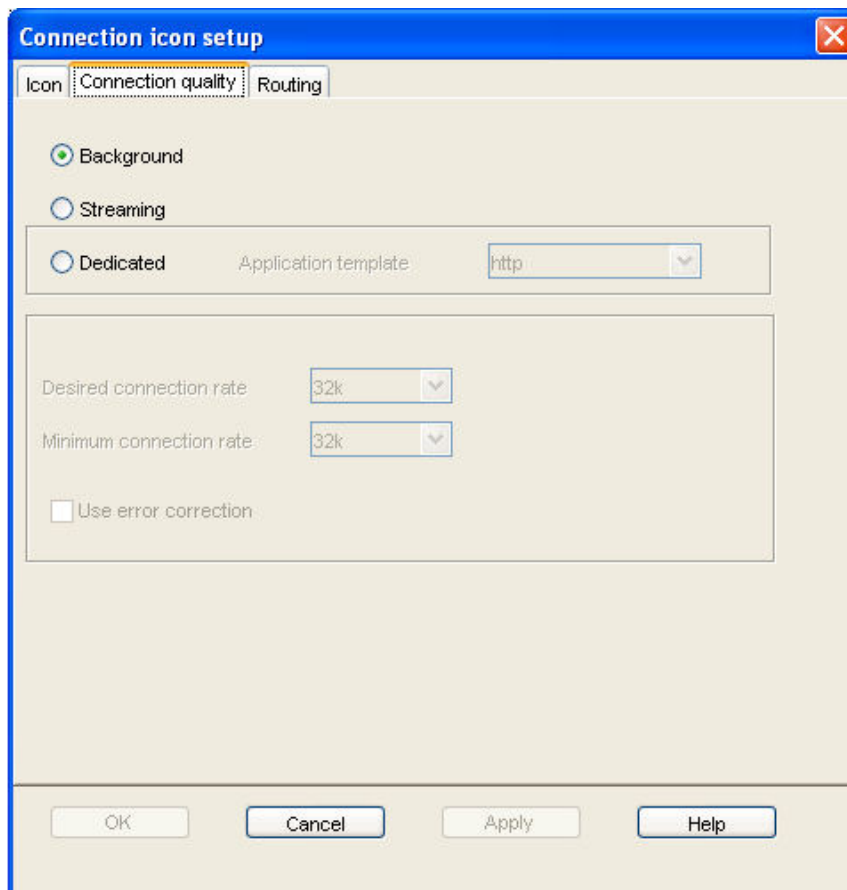 Connection icon setup
Icon Connection quality Routing
Background
Streaming
Dedicated Application template http
Desired connection rate 32k
Minimum connection rate 32k
Use error correction
OK Cancel Apply Help